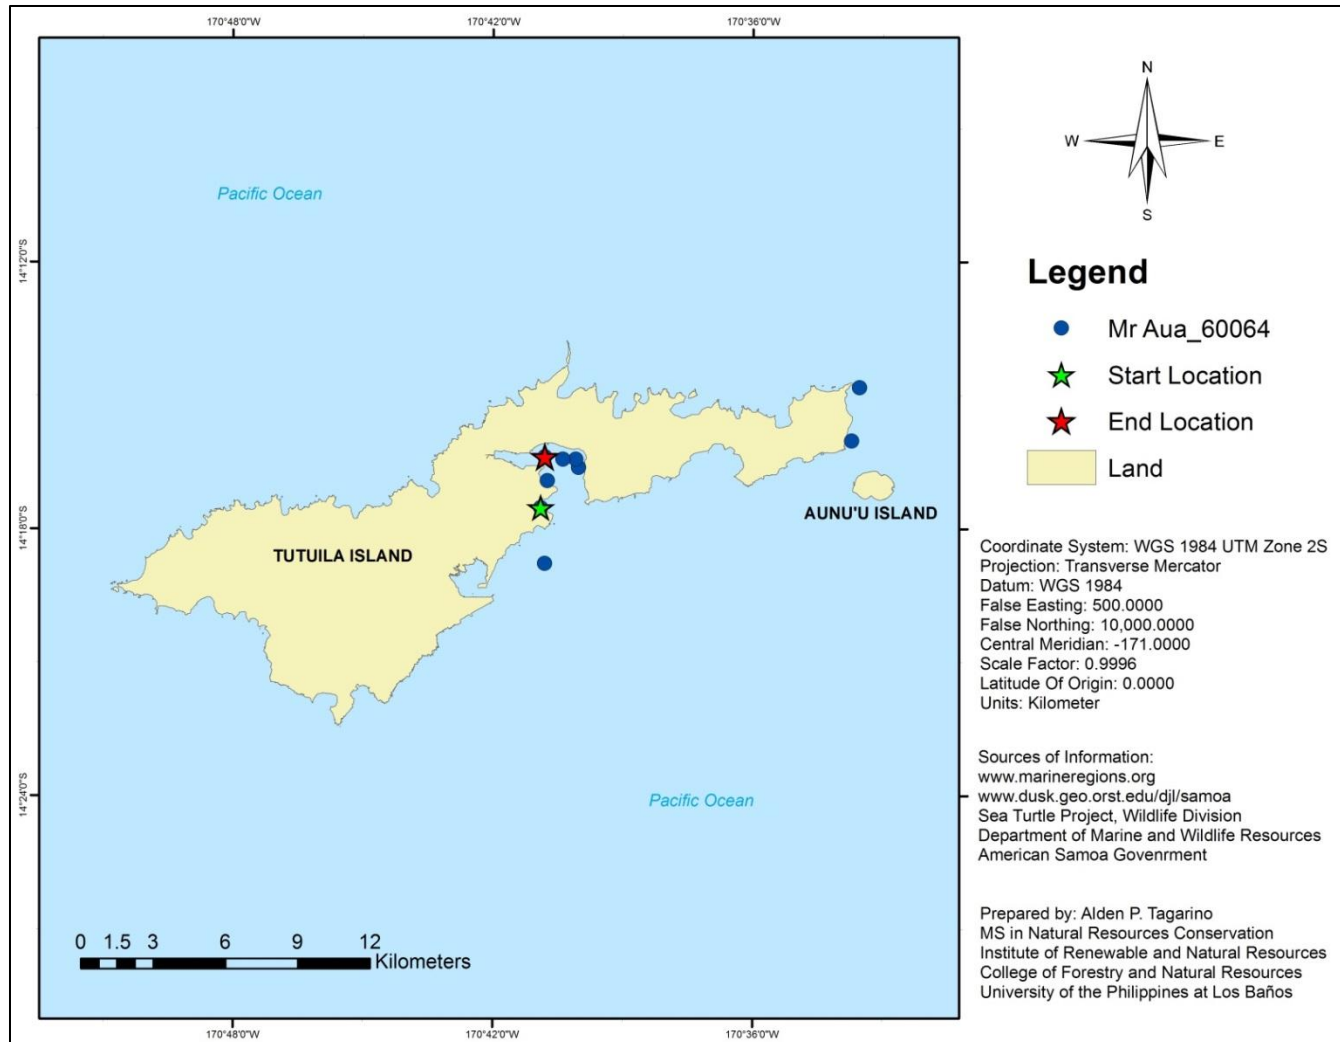 170°48'0"W
170°42'0"W
170°36'0"W
N
W
E
S
Pacific Ocean
14°12'0"S
Legend
Mr Aua_60064
Start Location
End Location
Land
AUNU'U ISLAND
14°18'0"S
TUTUILA ISLAND
Coordinate System: WGS 1984 UTM Zone 2S
Projection: Transverse Mercator
Datum: WGS 1984
False Easting: 500.0000
False Northing: 10,000.0000
Central Meridian: -171.0000
Scale Factor: 0.9996
Latitude Of Origin: 0.0000
Units: Kilometer
Sources of Information:
www.marineregions.org
www.dusk.geo.orst.edu/djl/samoa
Sea Turtle Project, Wildlife Division
Department of Marine and Wildlife Resources
American Samoa Govenrment
14°24'0"S
Pacific Ocean
Prepared by: Alden P. Tagarino
MS in Natural Resources Conservation
Institute of Renewable and Natural Resources
College of Forestry and Natural Resources
University of the Philippines at Los Baños
0 1.5 3 6 9 12
Kilometers
170°48'0"W
170°42'0"W
170°36'0"W